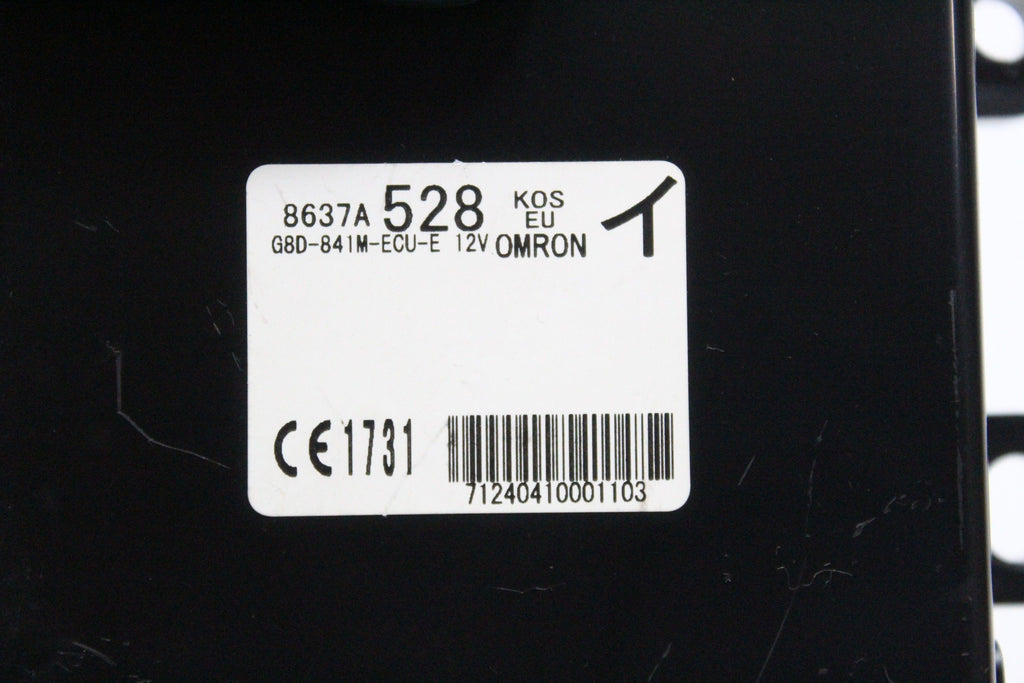 8637A 528 KOS EU イ
G8D-841M-ECU-E 12V OMRON
CE 1731
71240410001103